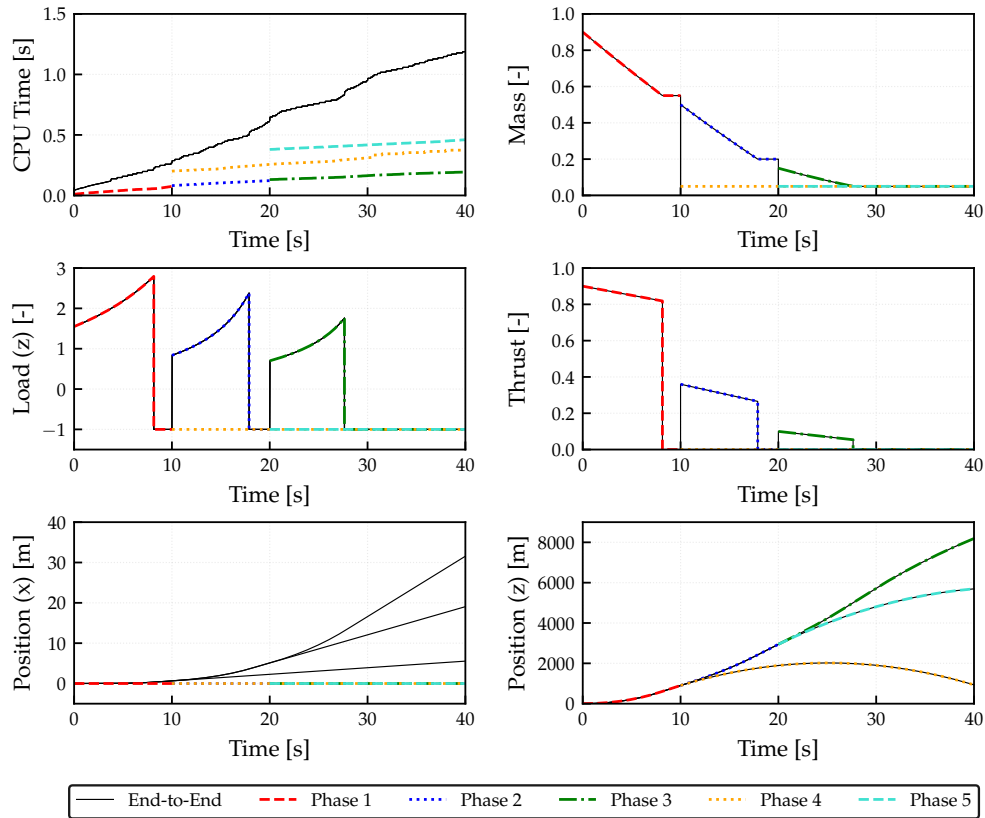 CPU Time [s]
1.5
1.0
0.5
0.0
0 10 20 30 40
Time [s]
Mass [-]
1.0
0.8
0.6
0.4
0.2
0.0
0 10 20 30 40
Time [s]
Load (z) [-]
3
2
1
0
−1
0 10 20 30 40
Time [s]
Thrust [-]
1.0
0.8
0.6
0.4
0.2
0.0
0 10 20 30 40
Time [s]
Position (x) [m]
40
30
20
10
0
0 10 20 30 40
Time [s]
Position (z) [m]
8000
6000
4000
2000
0
0 10 20 30 40
Time [s]
End-to-End Phase 1 Phase 2 Phase 3 Phase 4 Phase 5